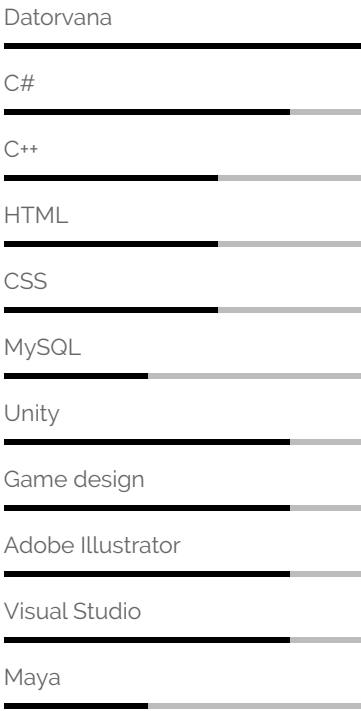 Datorvana
C#
C++
HTML
CSS
MySQL
Unity
Game design
Adobe Illustrator
Visual Studio
Maya